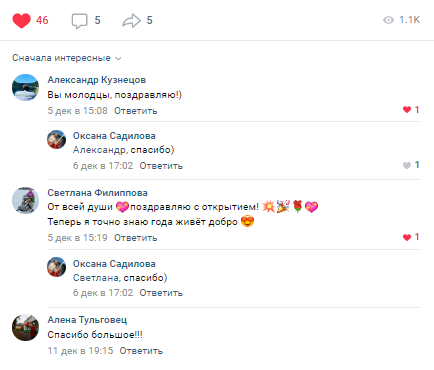 46 5 5 1.1K
Сначала интересные
Александр Кузнецов
Вы молодцы, поздравляю!)
5 дек в 15:08 Ответить 1
Оксана Садилова
Александр, спасибо)
6 дек в 17:02 Ответить 1
Светлана Филиппова
От всей души 💖поздравляю с открытием! 💥🎉🌹💖
Теперь я точно знаю года живёт добро 😍
5 дек в 15:19 Ответить 1
Оксана Садилова
Светлана, спасибо)
6 дек в 17:02 Ответить
Алена Тульговец
Спасибо большое!!!
11 дек в 19:15 Ответить